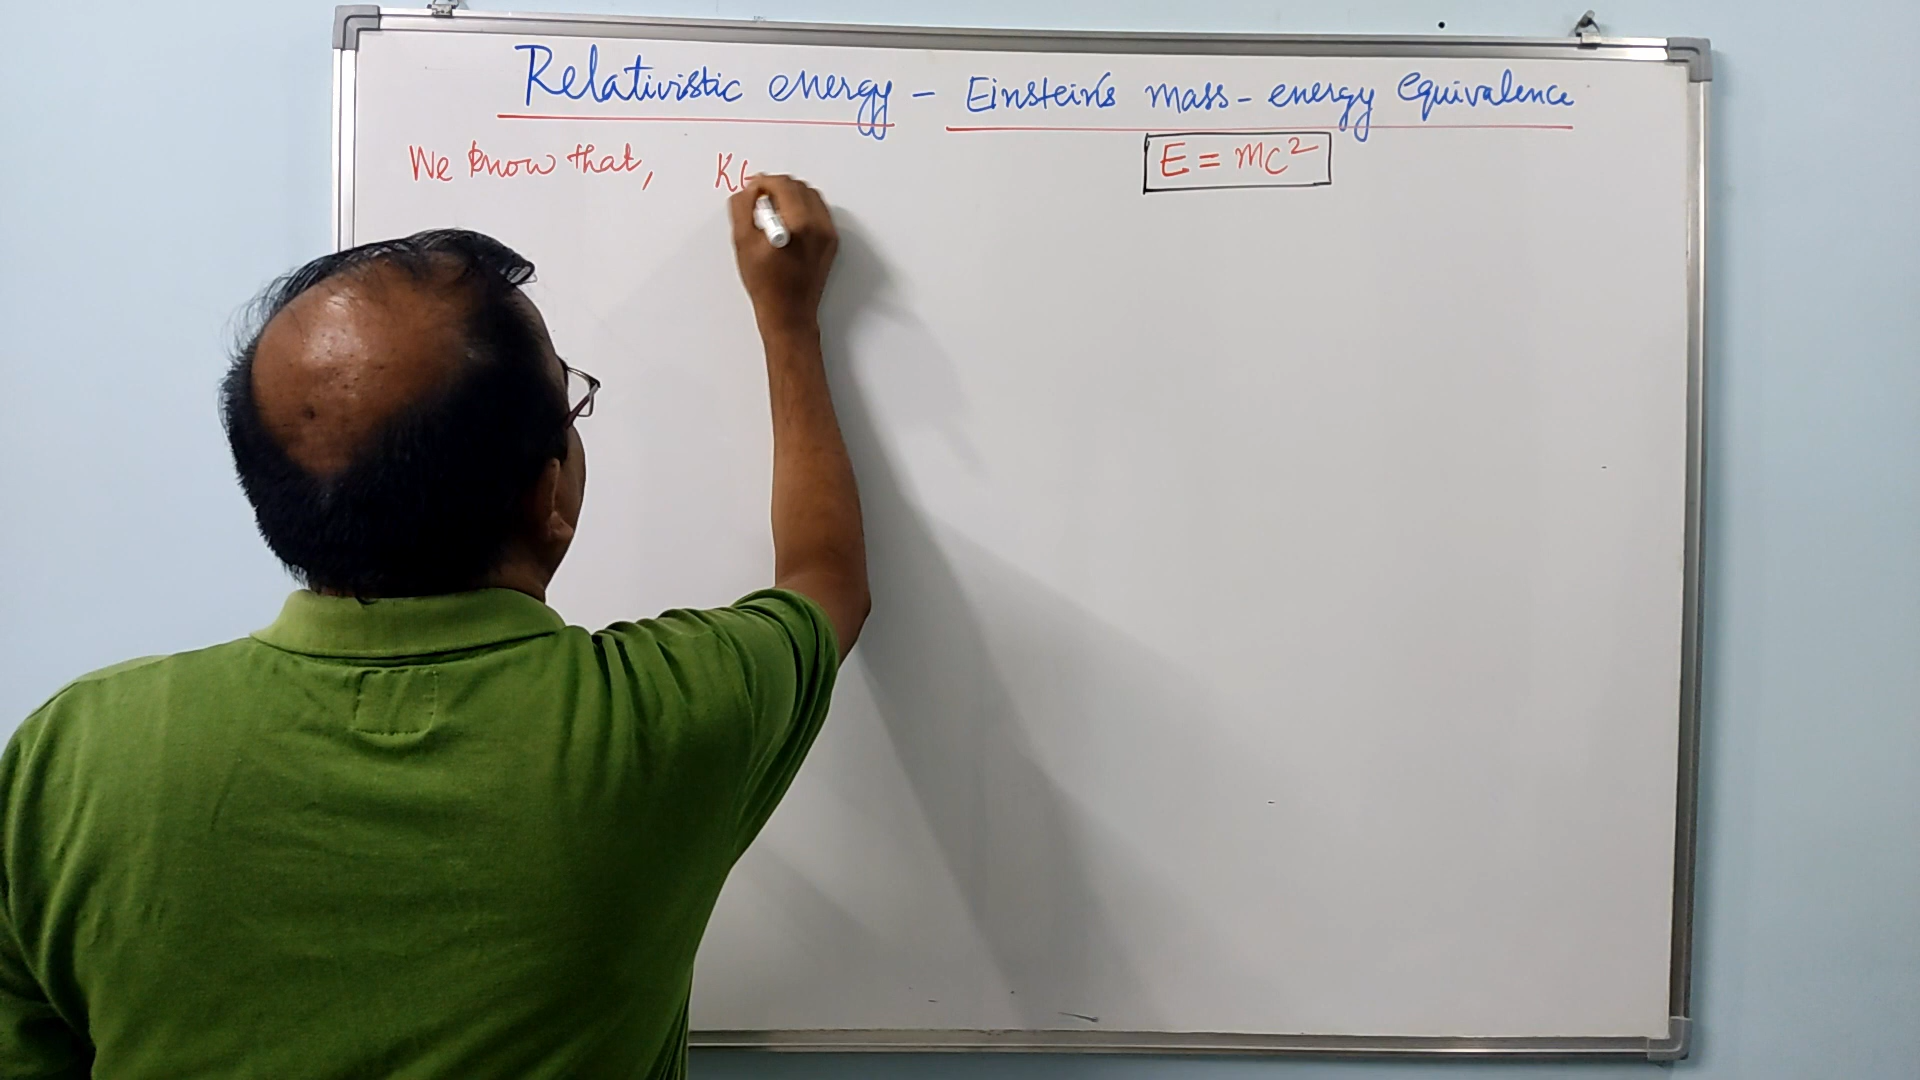 Relativistic energy - Einstein's mass-energy equivalence
We know that,
E = mc²